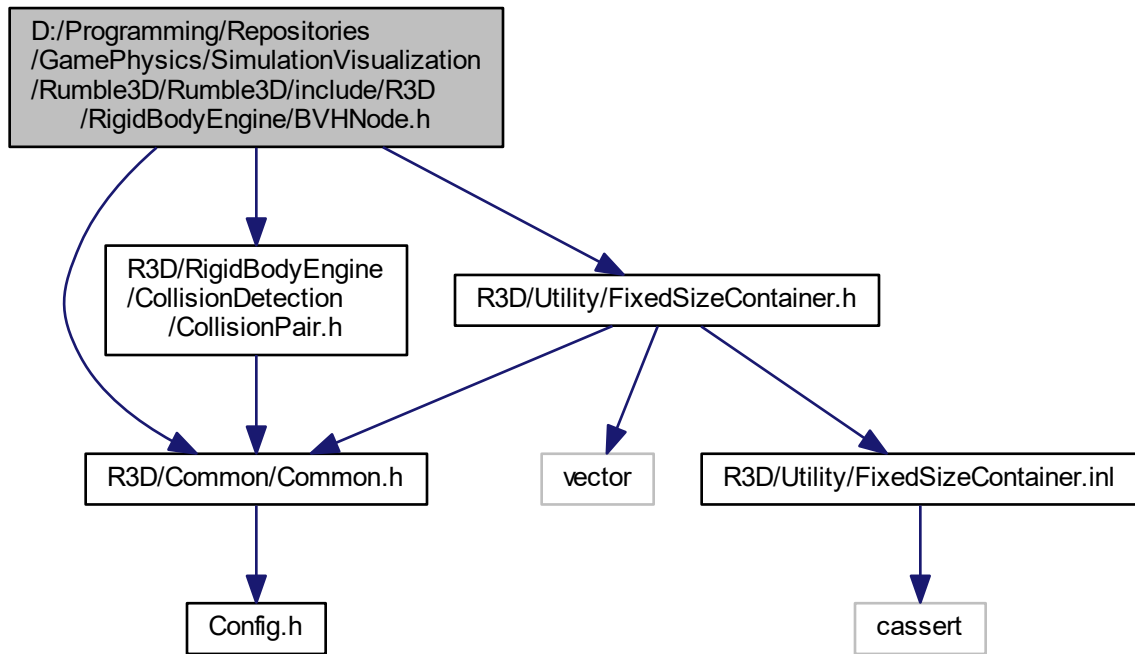 D:/Programming/Repositories
/GamePhysics/SimulationVisualization
/Rumble3D/Rumble3D/include/R3D
/RigidBodyEngine/BVHNode.h
R3D/RigidBodyEngine
/CollisionDetection
/CollisionPair.h
R3D/Utility/FixedSizeContainer.h
R3D/Common/Common.h
vector
R3D/Utility/FixedSizeContainer.inl
Config.h
cassert